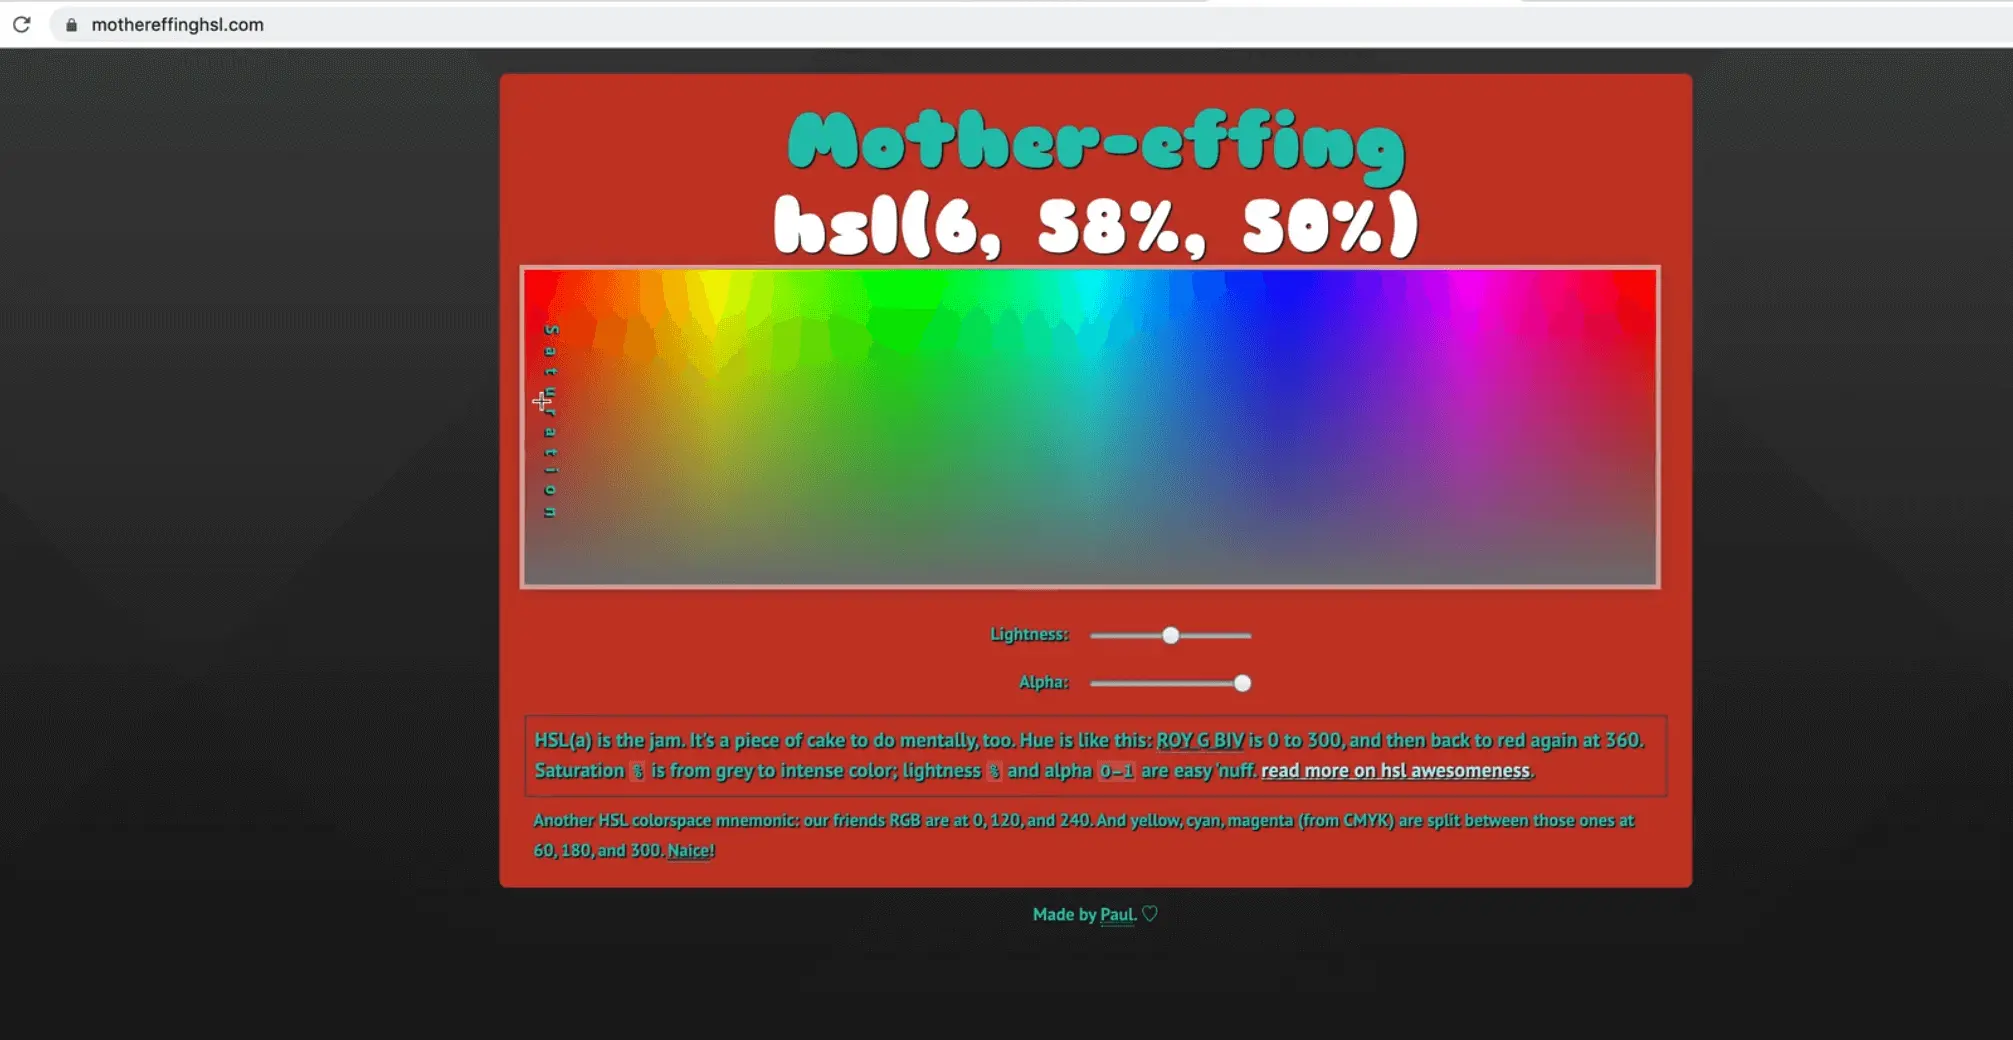 mothereffinghsl.com
Mother-effing
hsl(6, 58%, 50%)
Saturation
Lightness:
Alpha:
HSL(a) is the jam. It's a piece of cake to do mentally, too. Hue is like this: ROY G BIV is 0 to 300, and then back to red again at 360.
Saturation % is from grey to intense color; lightness % and alpha 0-1 are easy 'nuff. read more on hsl awesomeness.
Another HSL colorspace mnemonic: our friends RGB are at 0, 120, and 240. And yellow, cyan, magenta (from CMYK) are split between those ones at
60, 180, and 300. Naice!
Made by Paul. ♡